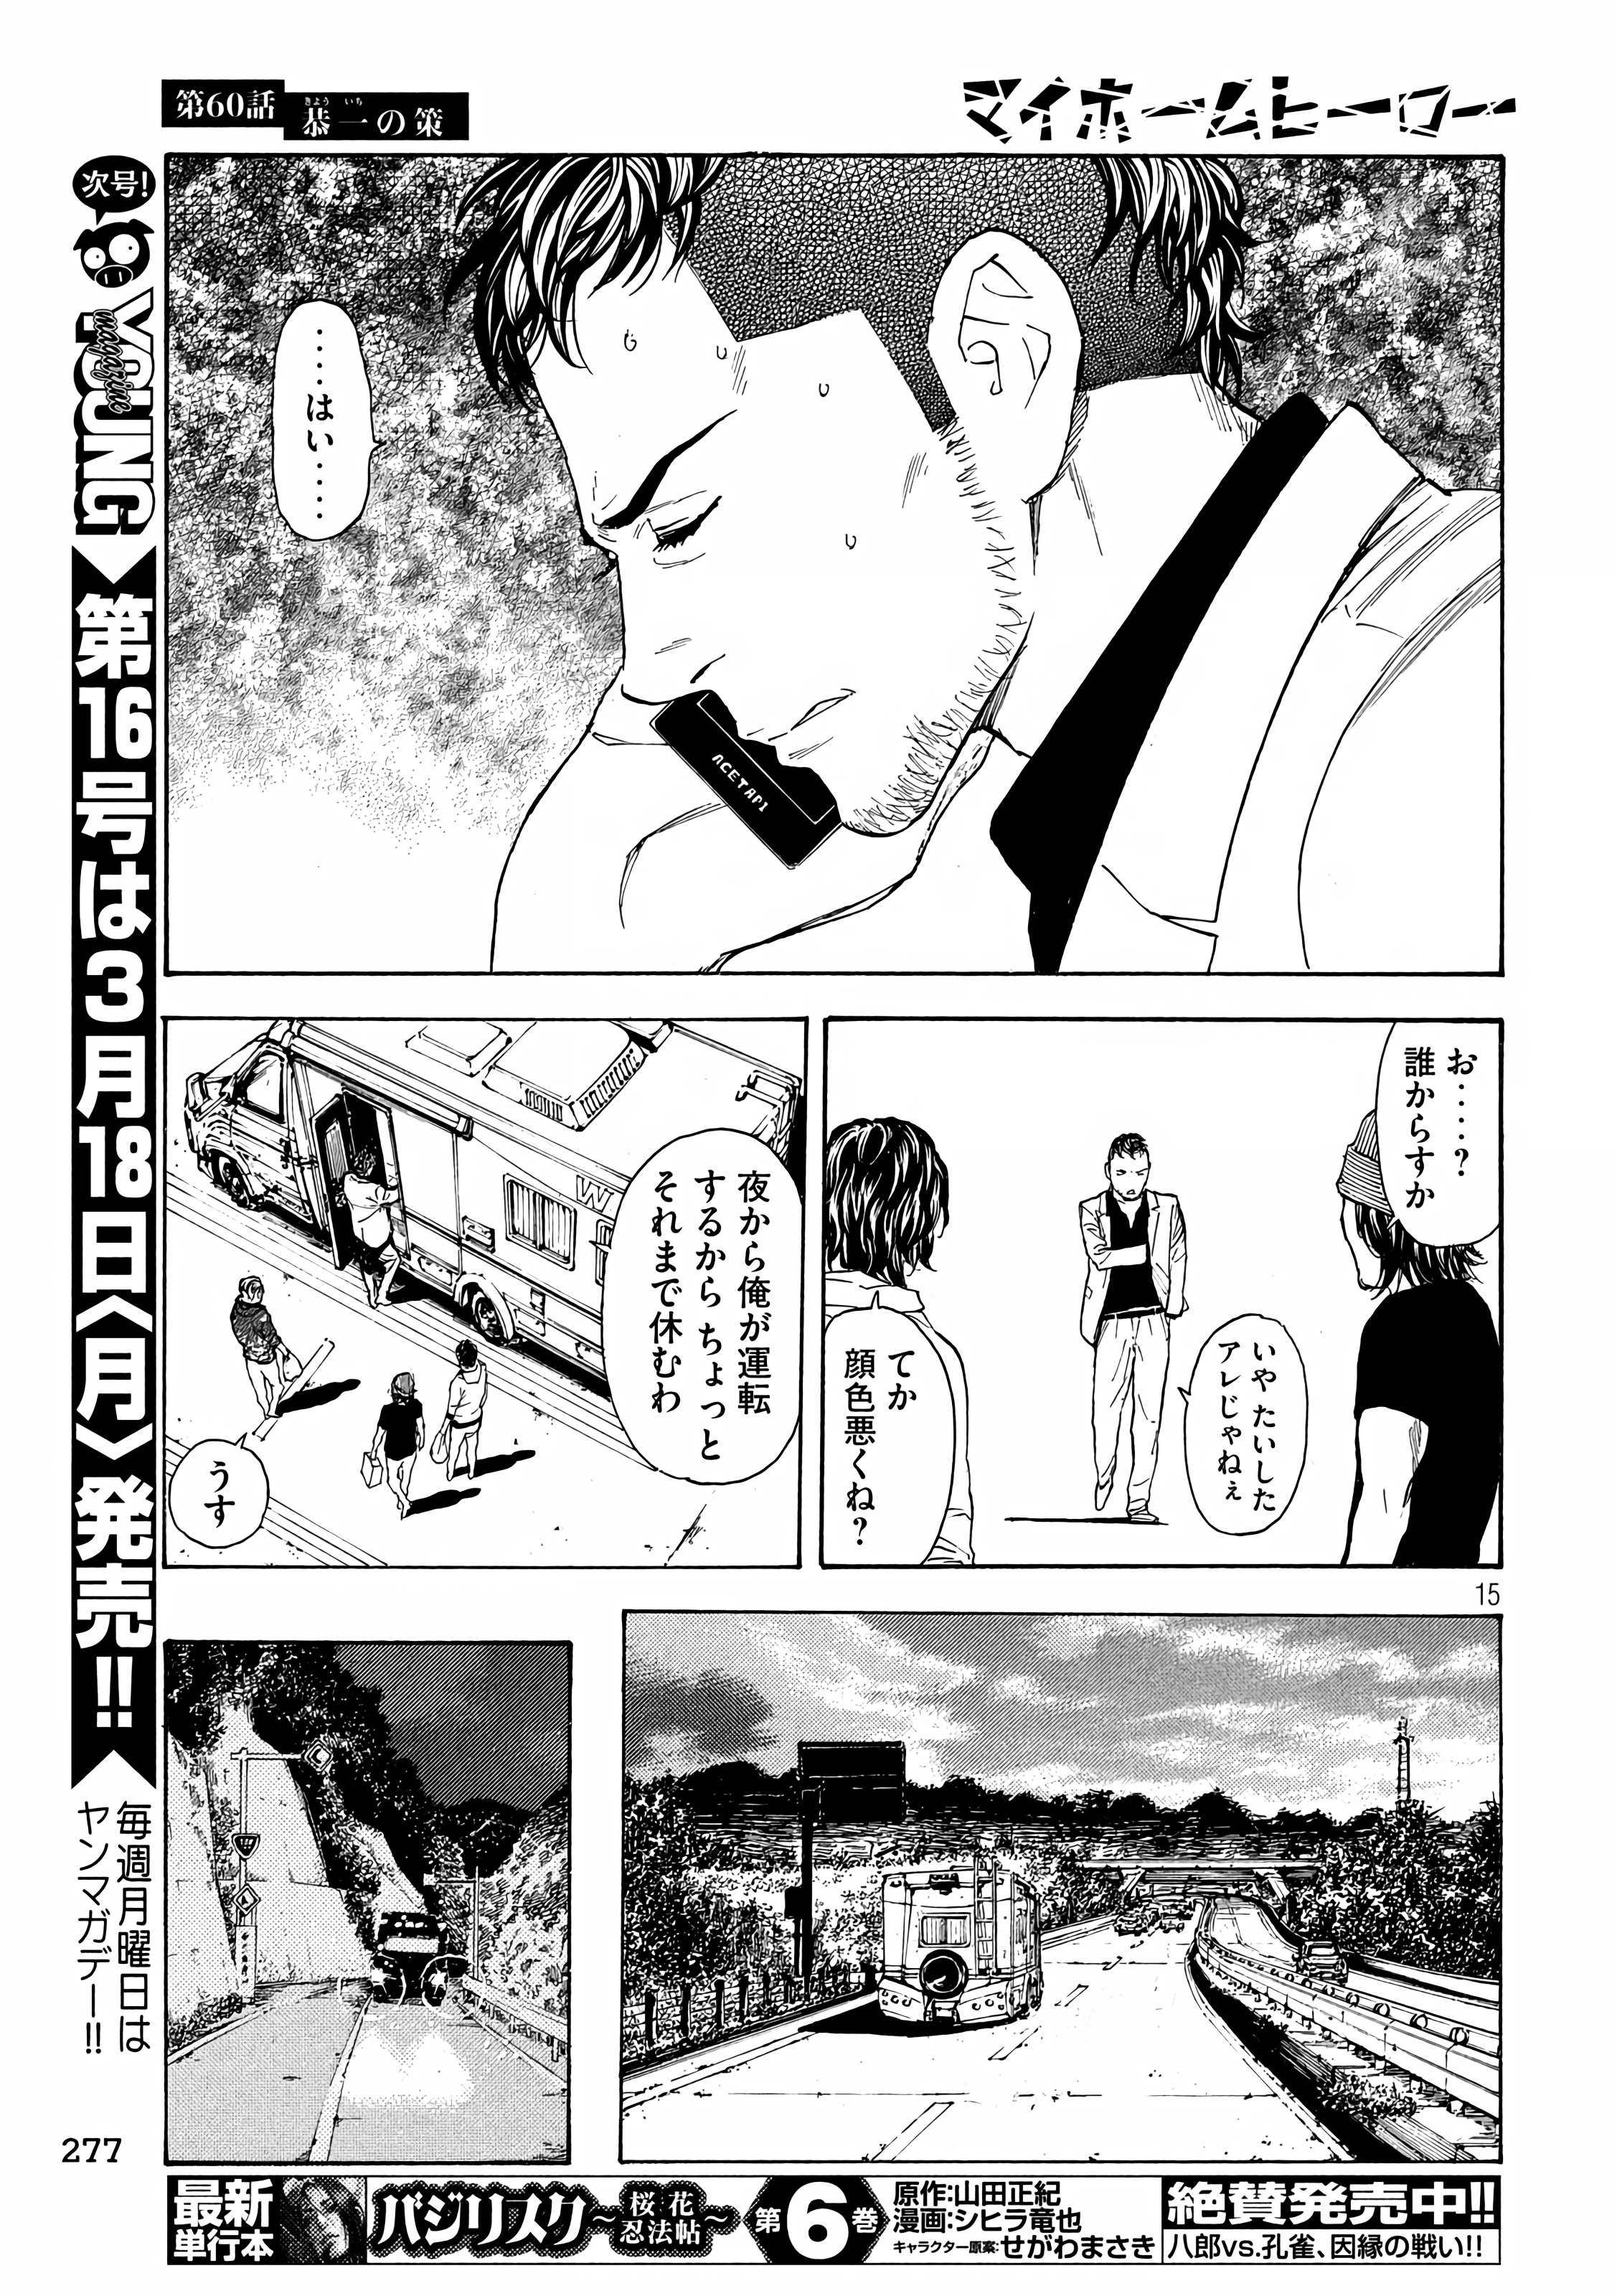 マイホームヒーロー
第60話
恭一の策
きょういち
‥‥はい‥‥
ACETAPI
お‥‥?
誰からすか
いや たいした
アレじゃねぇ
てか
顔色悪くね?
夜から俺が運転
するから ちょっと
それまで休むわ
W
うす
15
次号!
YOUNG
magazine
第16号は3月18日〈月〉発売!!
毎週月曜日は
ヤンマガデー!!
277
最新
単行本
バジリスク
~桜花忍法帖~
第6巻
原作:山田正紀
漫画:シヒラ竜也
キャラクター原案:せがわまさき
絶賛発売中!!
八郎vs.孔雀、因縁の戦い!!